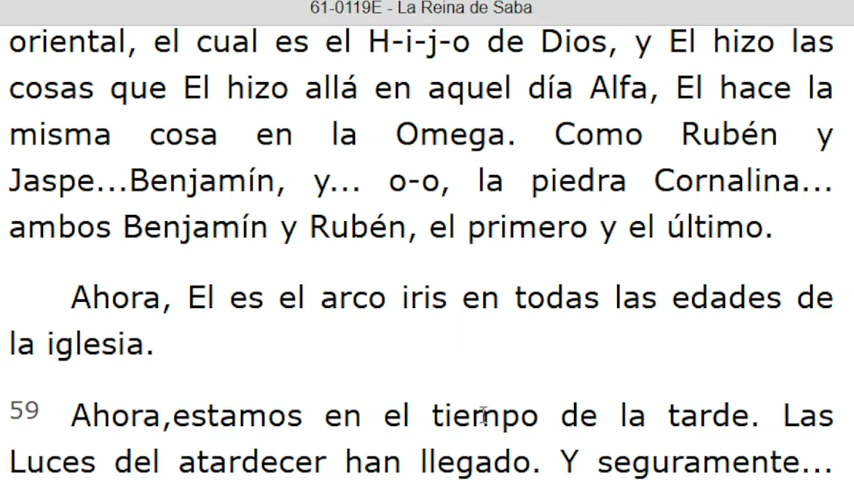 61-0119E - La Reina de Saba
oriental, el cual es el H-i-j-o de Dios, y El hizo las
cosas que El hizo allá en aquel día Alfa, El hace la
misma cosa en la Omega. Como Rubén y
Jaspe...Benjamín, y... o-o, la piedra Cornalina...
ambos Benjamín y Rubén, el primero y el último.
Ahora, El es el arco iris en todas las edades de
la iglesia.
59 Ahora,estamos en el tiempo de la tarde. Las
Luces del atardecer han llegado. Y seguramente...